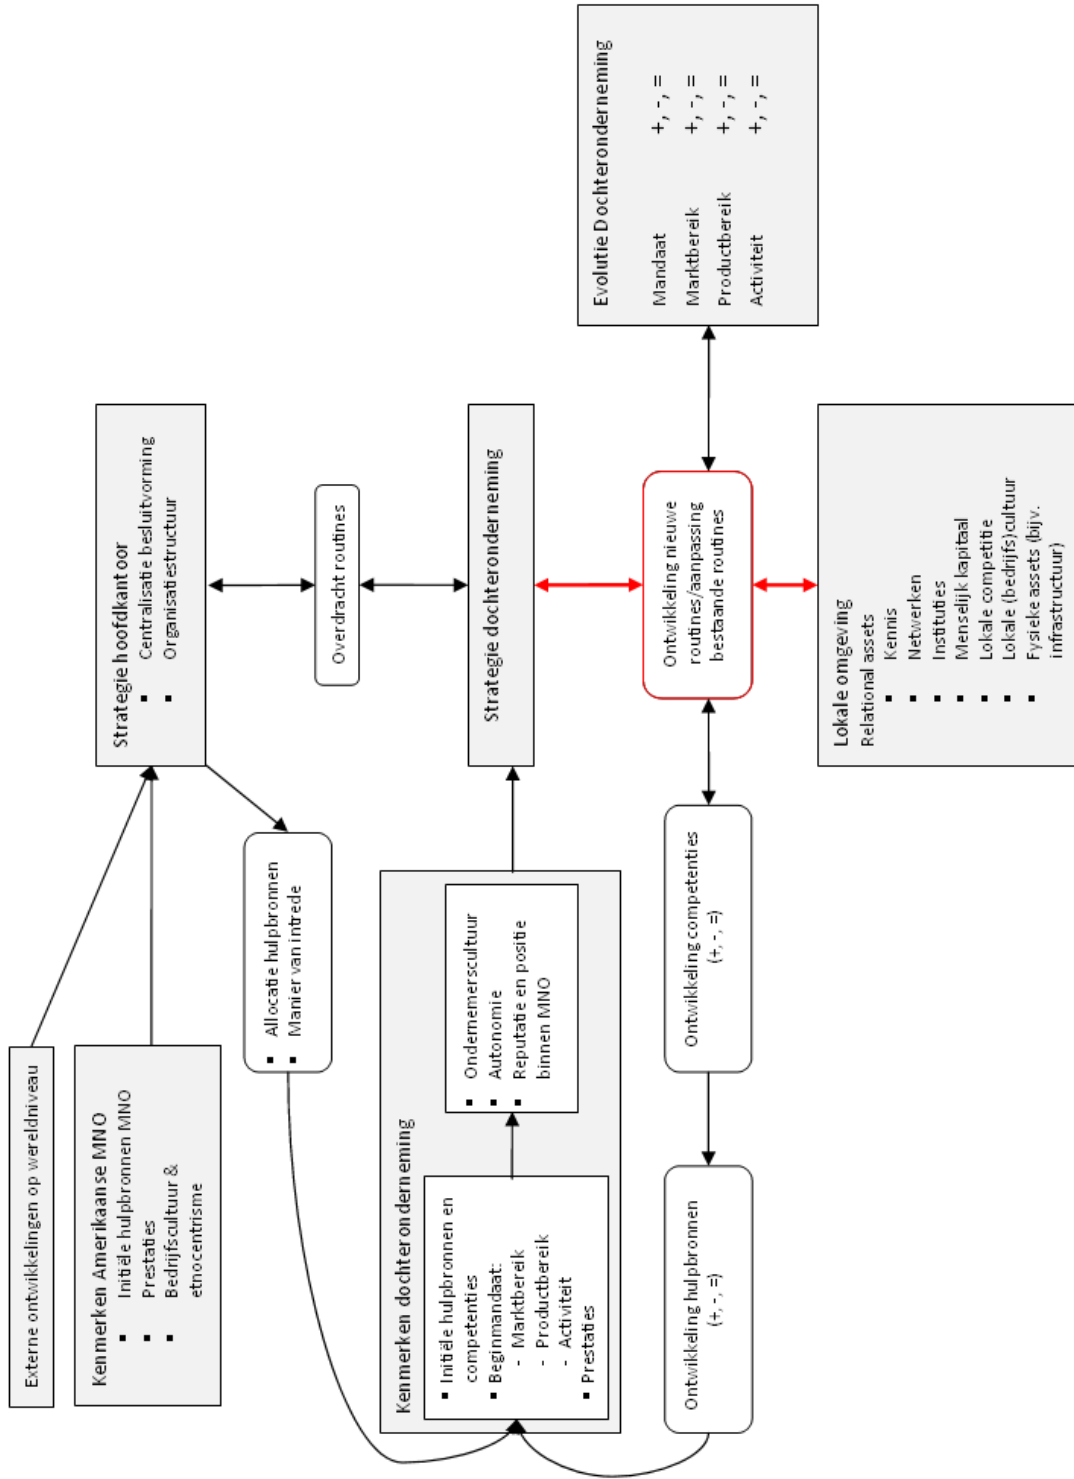 Externe ontwikkelingen op wereldniveau
Kenmerken Amerikaanse MNO
▪ Initiële hulpbronnen MNO
▪ Prestaties
▪ Bedrijfscultuur &
etnocentrisme
Strategie hoofdkantoor
▪ Centralisatie besluitvorming
▪ Organisatiestructuur
▪ Allocatie hulpbronnen
▪ Manier van intrede
Overdracht routines
Kenmerken dochteronderneming
▪ Initiële hulpbronnen en
competenties
▪ Beginmandaat:
- Marktbereik
- Productbereik
- Activiteit
▪ Prestaties
▪ Ondernemerscultuur
▪ Autonomie
▪ Reputatie en positie
binnen MNO
Strategie dochteronderneming
Ontwikkeling hulpbronnen
(+, -, =)
Ontwikkeling competenties
(+, -, =)
Ontwikkeling nieuwe
routines/aanpassing
bestaande routines
Evolutie Dochteronderneming
Mandaat +, -, =
Marktbereik +, -, =
Productbereik +, -, =
Activiteit +, -, =
Lokale omgeving
Relational assets
▪ Kennis
▪ Netwerken
▪ Instituties
▪ Menselijk kapitaal
▪ Lokale competitie
▪ Lokale (bedrijfs)cultuur
▪ Fysieke assets (bijv.
infrastructuur)